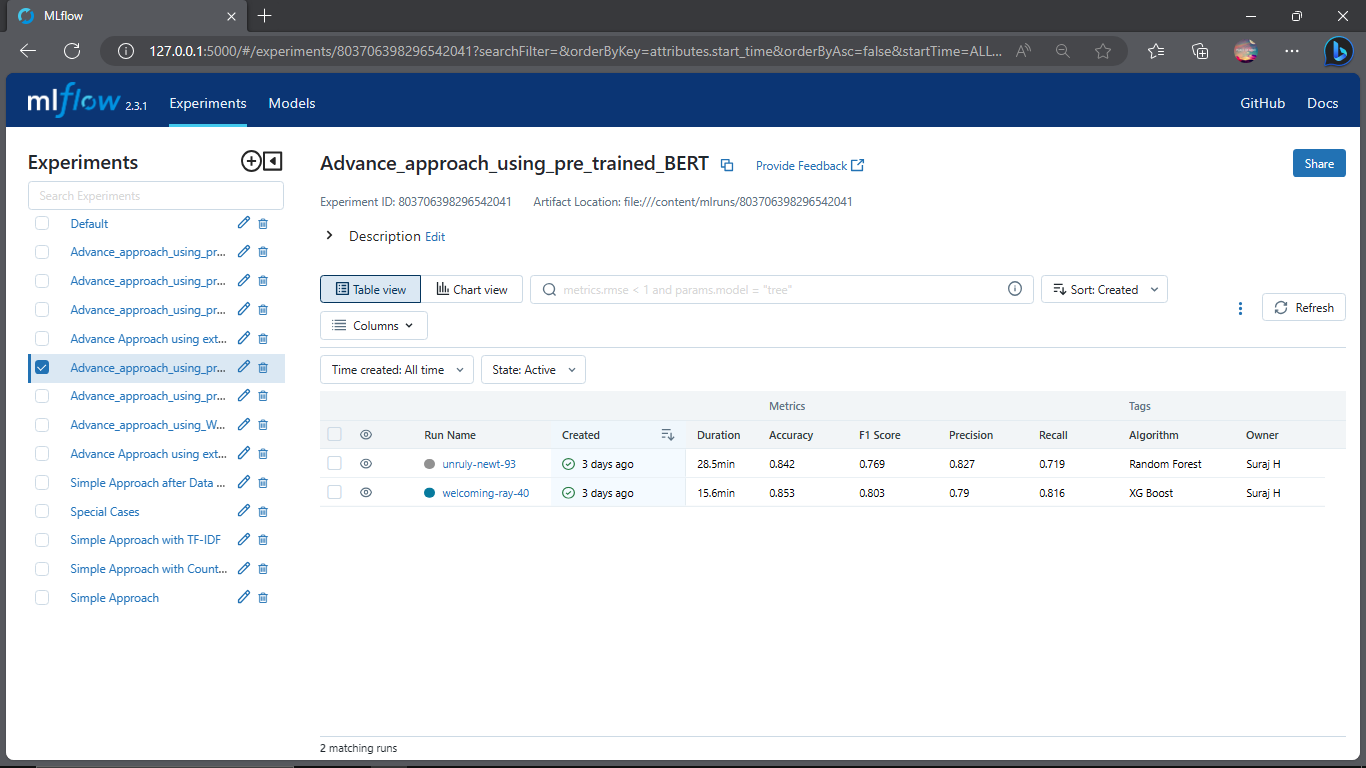 MLflow
127.0.0.1:5000/#/experiments/803706398296542041?searchFilter=&orderByKey=attributes.start_time&orderByAsc=false&startTime=ALL...
mlflow 2.3.1 Experiments Models GitHub Docs
Experiments
Search Experiments
Default
Advance_approach_using_pr...
Advance_approach_using_pr...
Advance_approach_using_pr...
Advance Approach using ext...
Advance_approach_using_pr...
Advance_approach_using_pr...
Advance_approach_using_W...
Advance Approach using ext...
Simple Approach after Data ...
Special Cases
Simple Approach with TF-IDF
Simple Approach with Count...
Simple Approach
Advance_approach_using_pre_trained_BERT Provide Feedback Share
Experiment ID: 803706398296542041 Artifact Location: file:///content/mlruns/803706398296542041
Description Edit
Table view Chart view metrics.rmse < 1 and params.model = "tree" Sort: Created
Refresh
Columns
Time created: All time State: Active
Metrics Tags
Run Name Created Duration Accuracy F1 Score Precision Recall Algorithm Owner
unruly-newt-93 3 days ago 28.5min 0.842 0.769 0.827 0.719 Random Forest Suraj H
welcoming-ray-40 3 days ago 15.6min 0.853 0.803 0.79 0.816 XG Boost Suraj H
2 matching runs